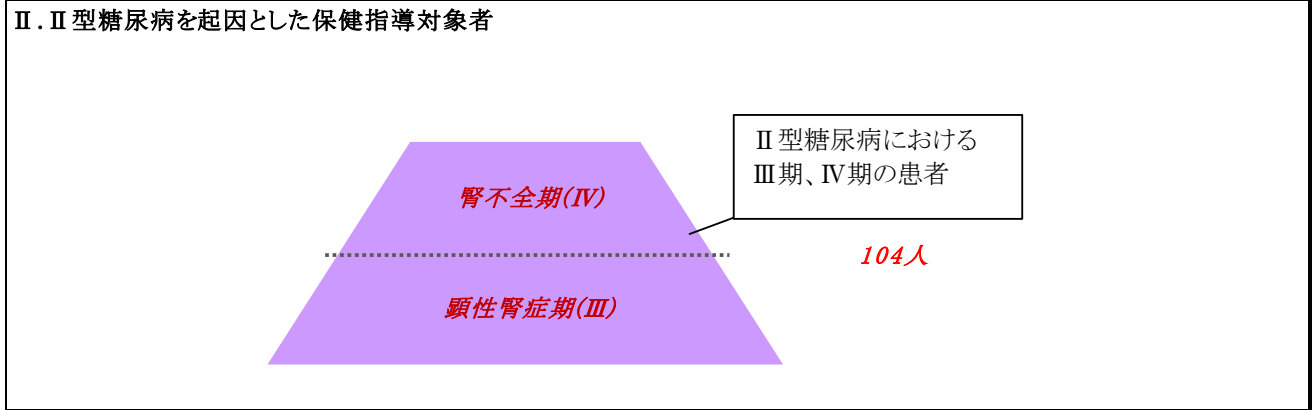 Ⅱ.Ⅱ型糖尿病を起因とした保健指導対象者
Ⅱ型糖尿病における
Ⅲ期、Ⅳ期の患者
腎不全期(Ⅳ)
104人
顕性腎症期(Ⅲ)